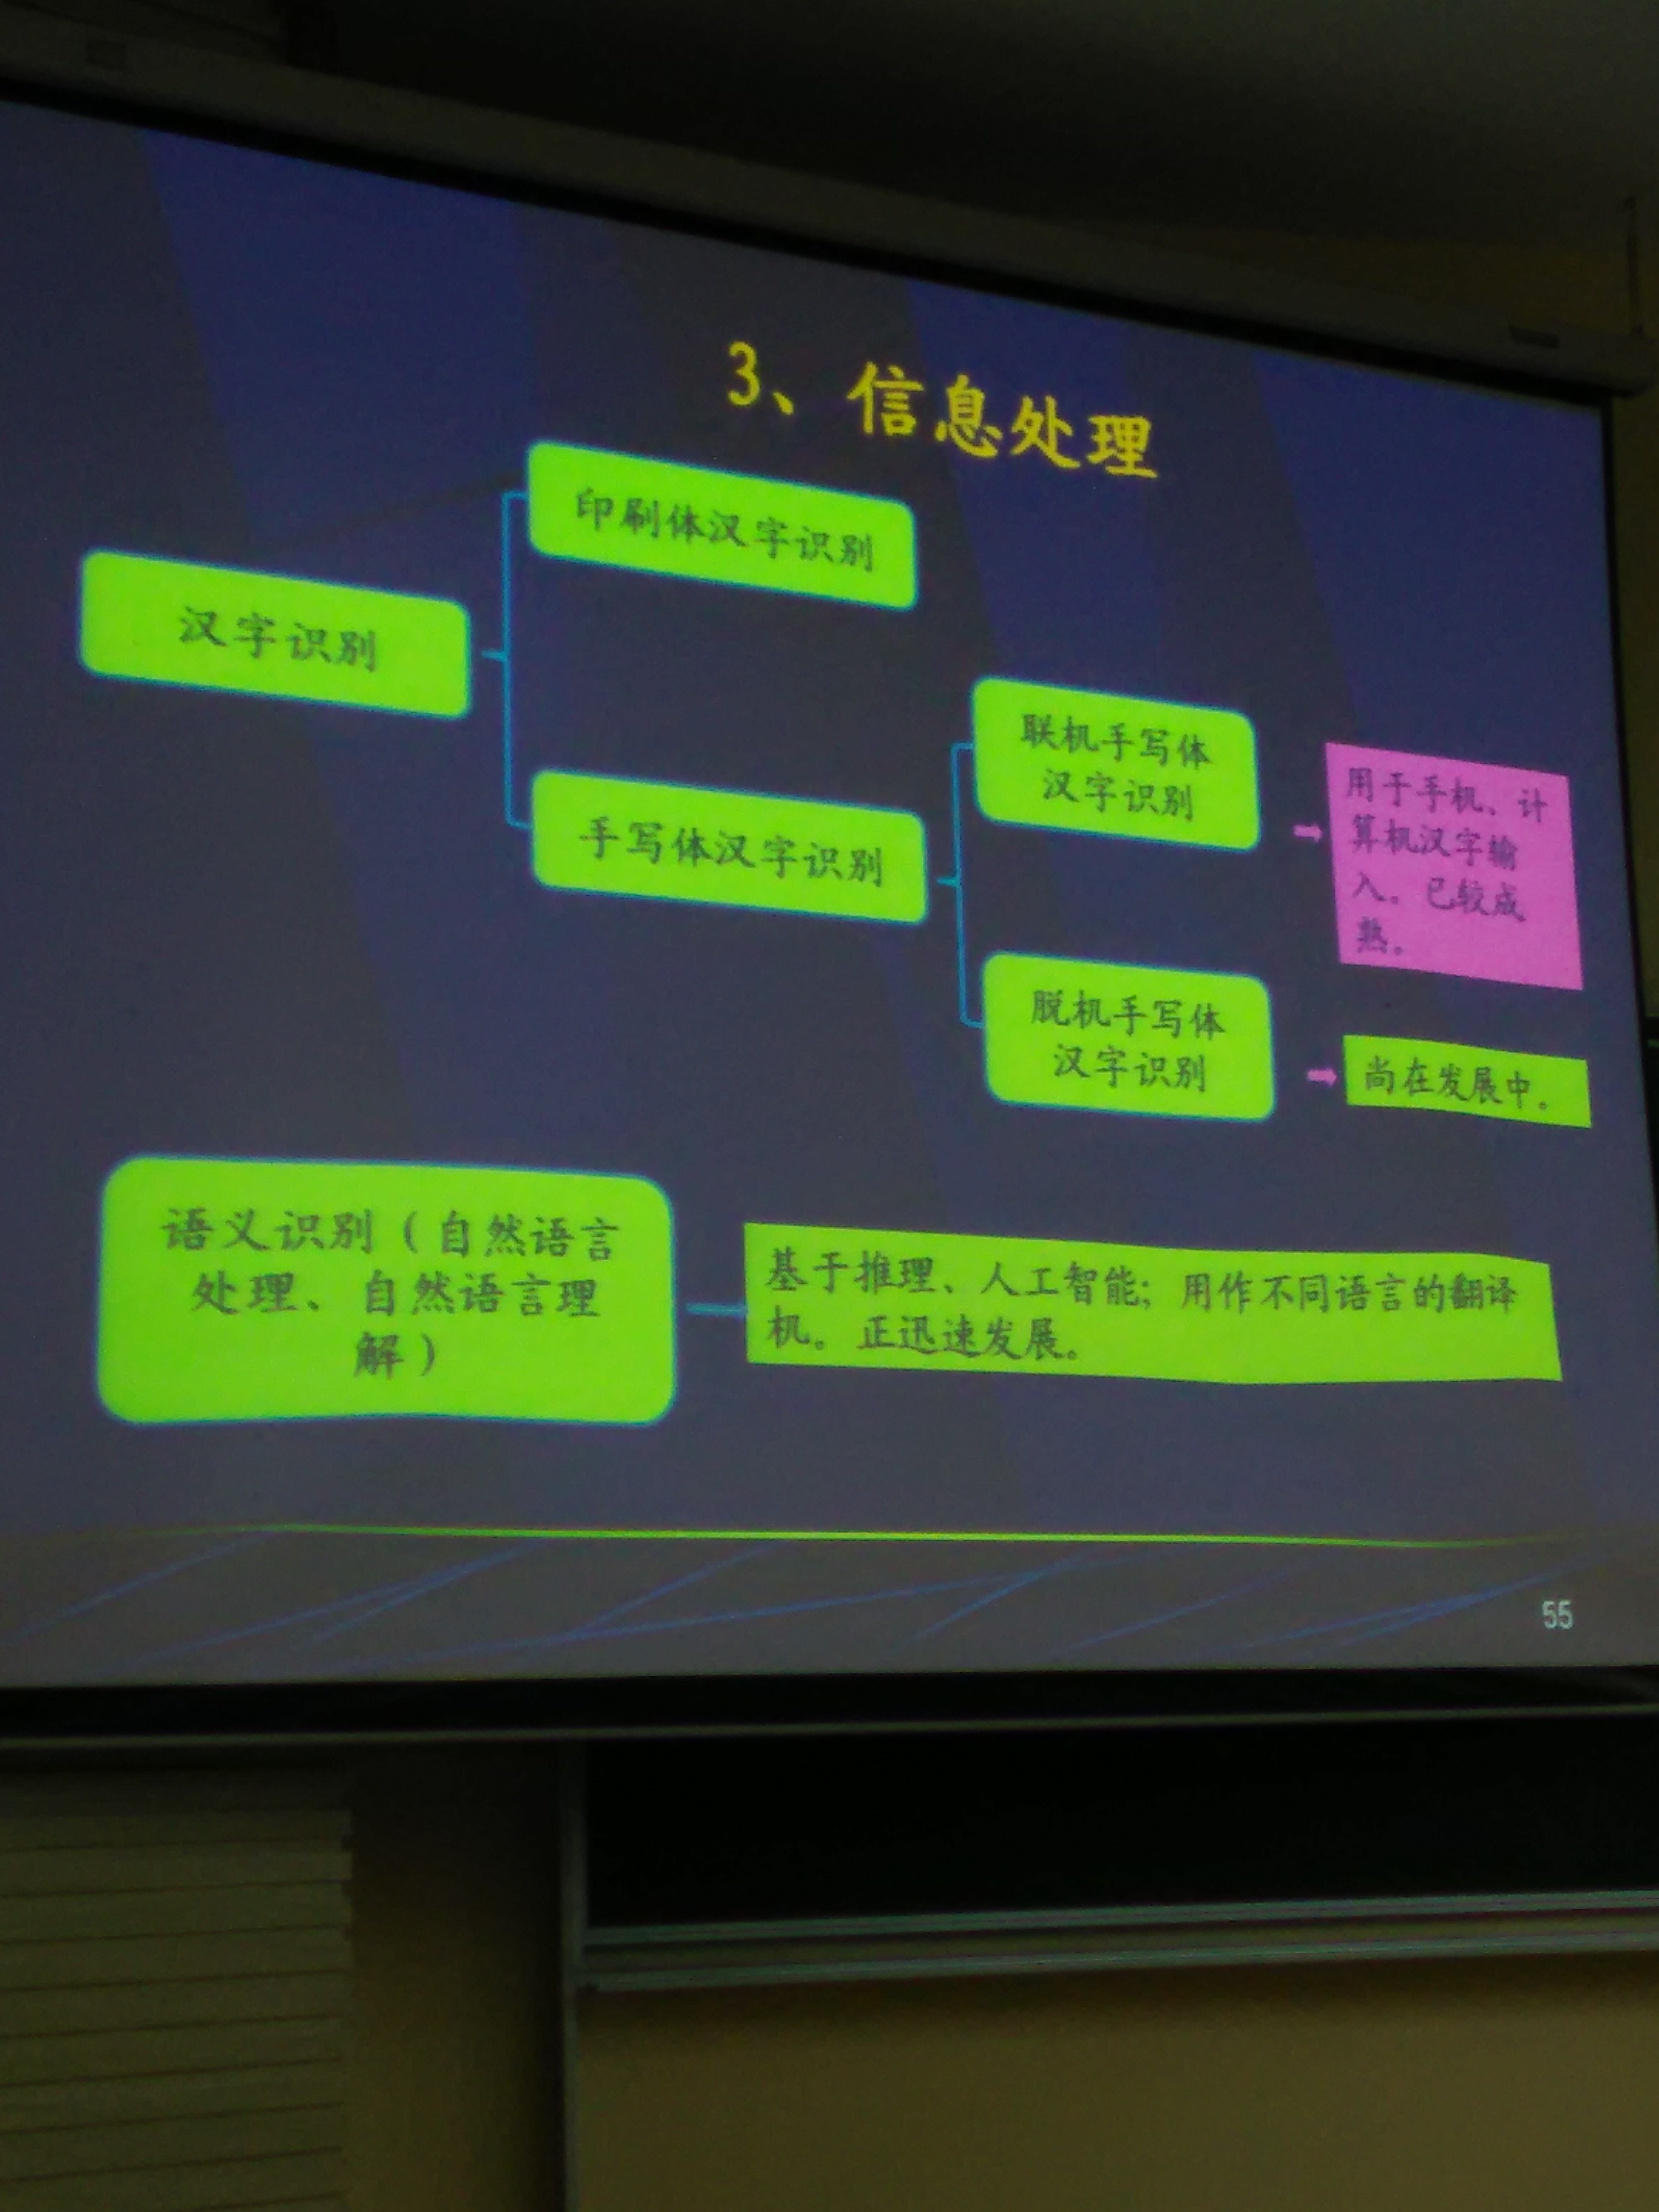 3、信息处理
印刷体汉字识别
汉字识别
手写体汉字识别
联机手写体
汉字识别
用于手机、计
算机汉字输
入。已较成
熟。
脱机手写体
汉字识别
尚在发展中。
语义识别（自然语言
处理、自然语言理
解）
基于推理、人工智能；用作不同语言的翻译
机。正迅速发展。
55